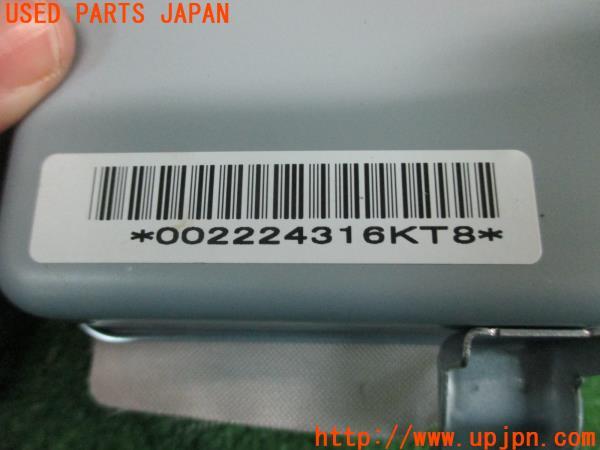 USED PARTS JAPAN
*002224316KT8*
http://www.upjpn.com